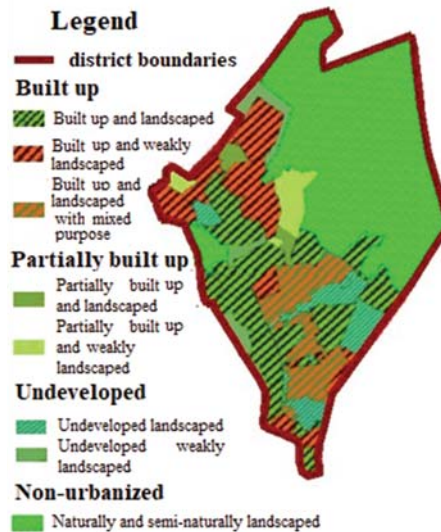 Legend
district boundaries
Built up
Built up and landscaped
Built up and weakly
landscaped
Built up and
landscaped
with mixed
purpose
Partially built up
Partially built up
and landscaped
Partially built up
and weakly
landscaped
Undeveloped
Undeveloped landscaped
Undeveloped weakly
landscaped
Non-urbanized
Naturally and semi-naturally landscaped